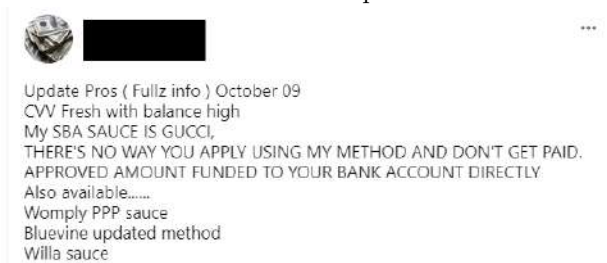 Update Pros ( Fullz info ) October 09
CVV Fresh with balance high
My SBA SAUCE IS GUCCI,
THERE'S NO WAY YOU APPLY USING MY METHOD AND DON'T GET PAID.
APPROVED AMOUNT FUNDED TO YOUR BANK ACCOUNT DIRECTLY
Also available......
Womply PPP sauce
Bluevine updated method
Willa sauce